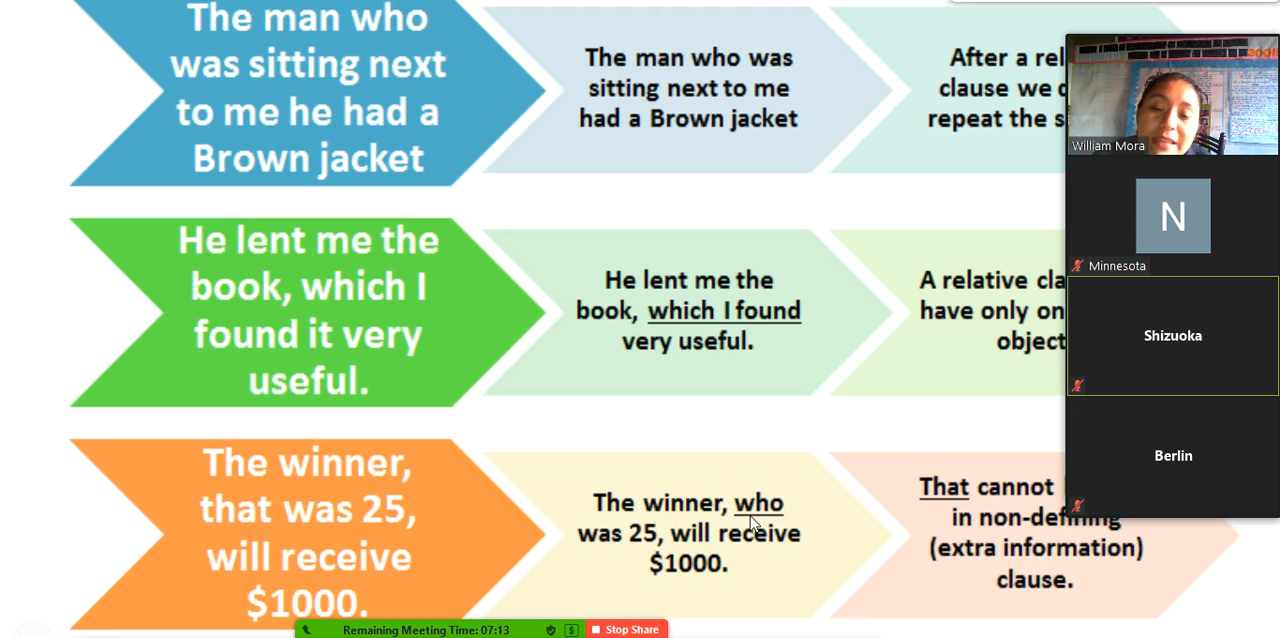 The man who
was sitting next
to me he had a
Brown jacket
The man who was
sitting next to me
had a Brown jacket
After a
clause we
repeat the
He lent me the
book, which I
found it very
useful.
He lent me the
book, which I found
very useful.
A relative
have only
object
The winner,
that was 25,
will receive
$1000.
The winner, who
was 25, will receive
$1000.
That cannot
in non-defining
(extra information)
clause.
William Mora
N
Minnesota
Shizuoka
Berlin
Remaining Meeting Time: 07:13
Stop Share